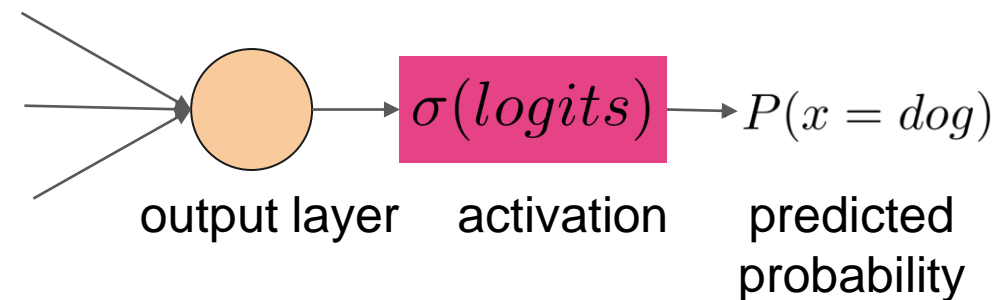 σ(logits)
P(x = dog)
output layer
activation
predicted
probability